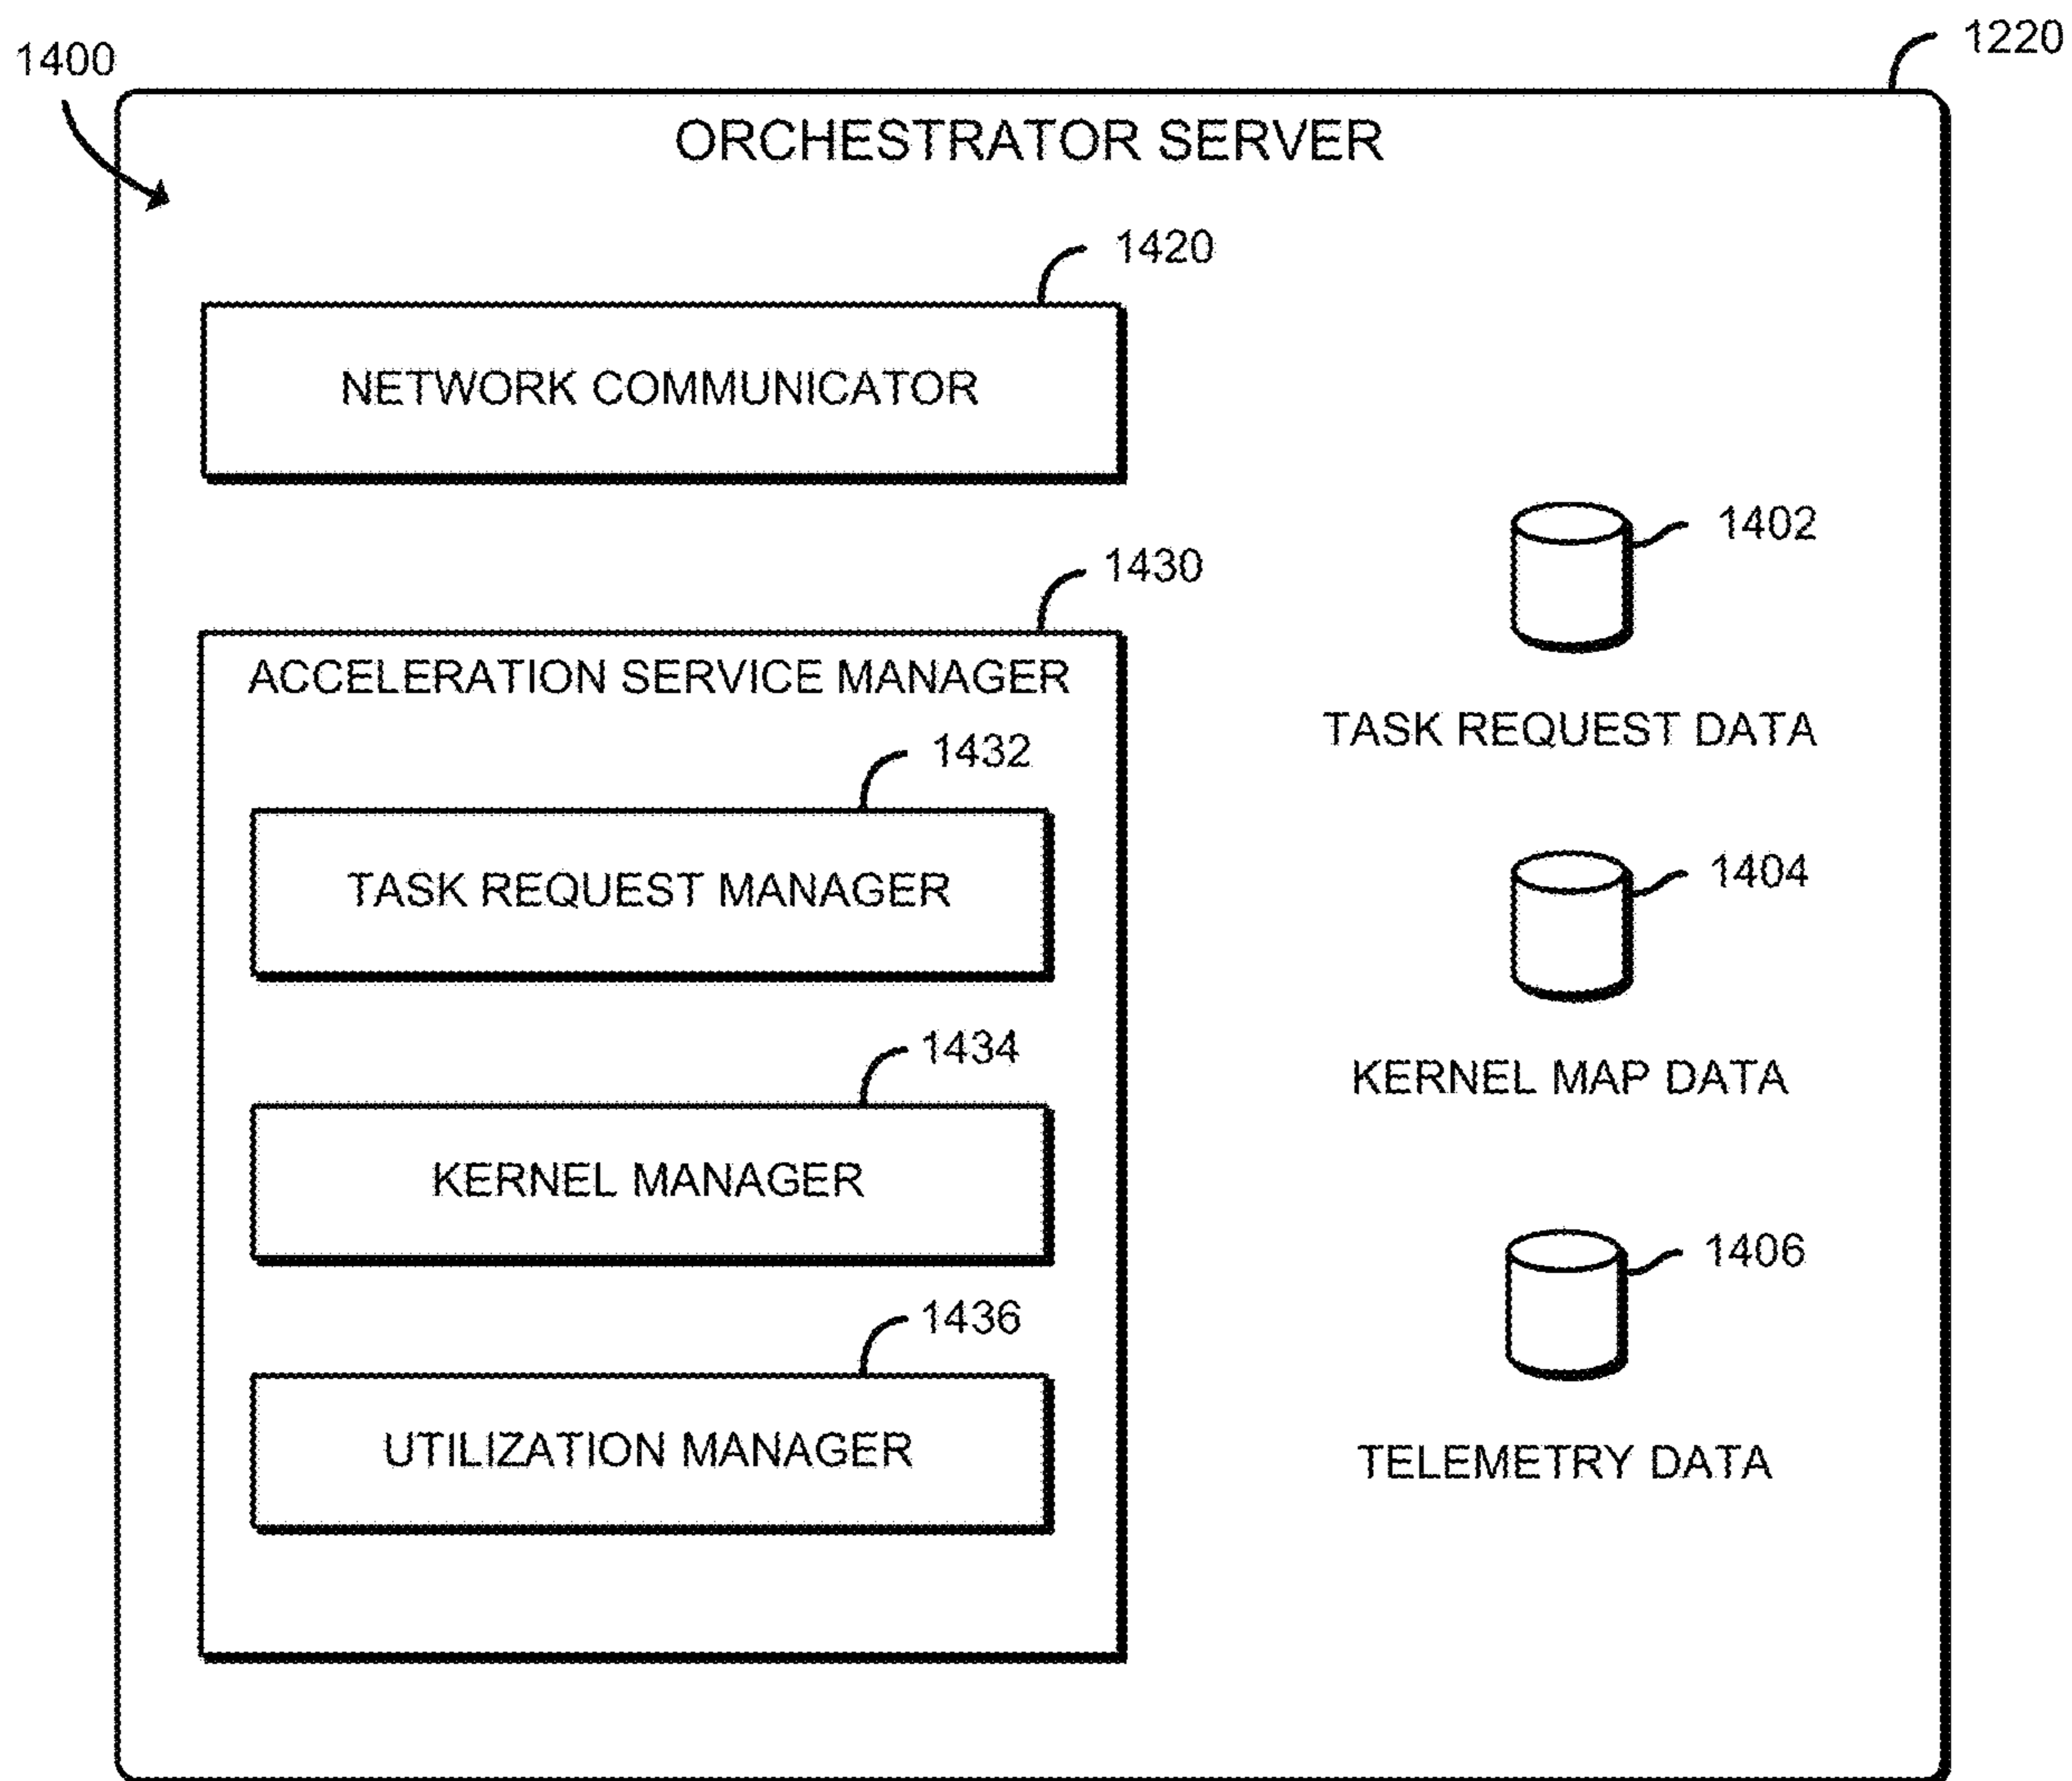 1400
1220
ORCHESTRATOR SERVER
1420
NETWORK COMMUNICATOR
1430
ACCELERATION SERVICE MANAGER
1432
TASK REQUEST MANAGER
1434
KERNEL MANAGER
1436
UTILIZATION MANAGER
1402
TASK REQUEST DATA
1404
KERNEL MAP DATA
1406
TELEMETRY DATA